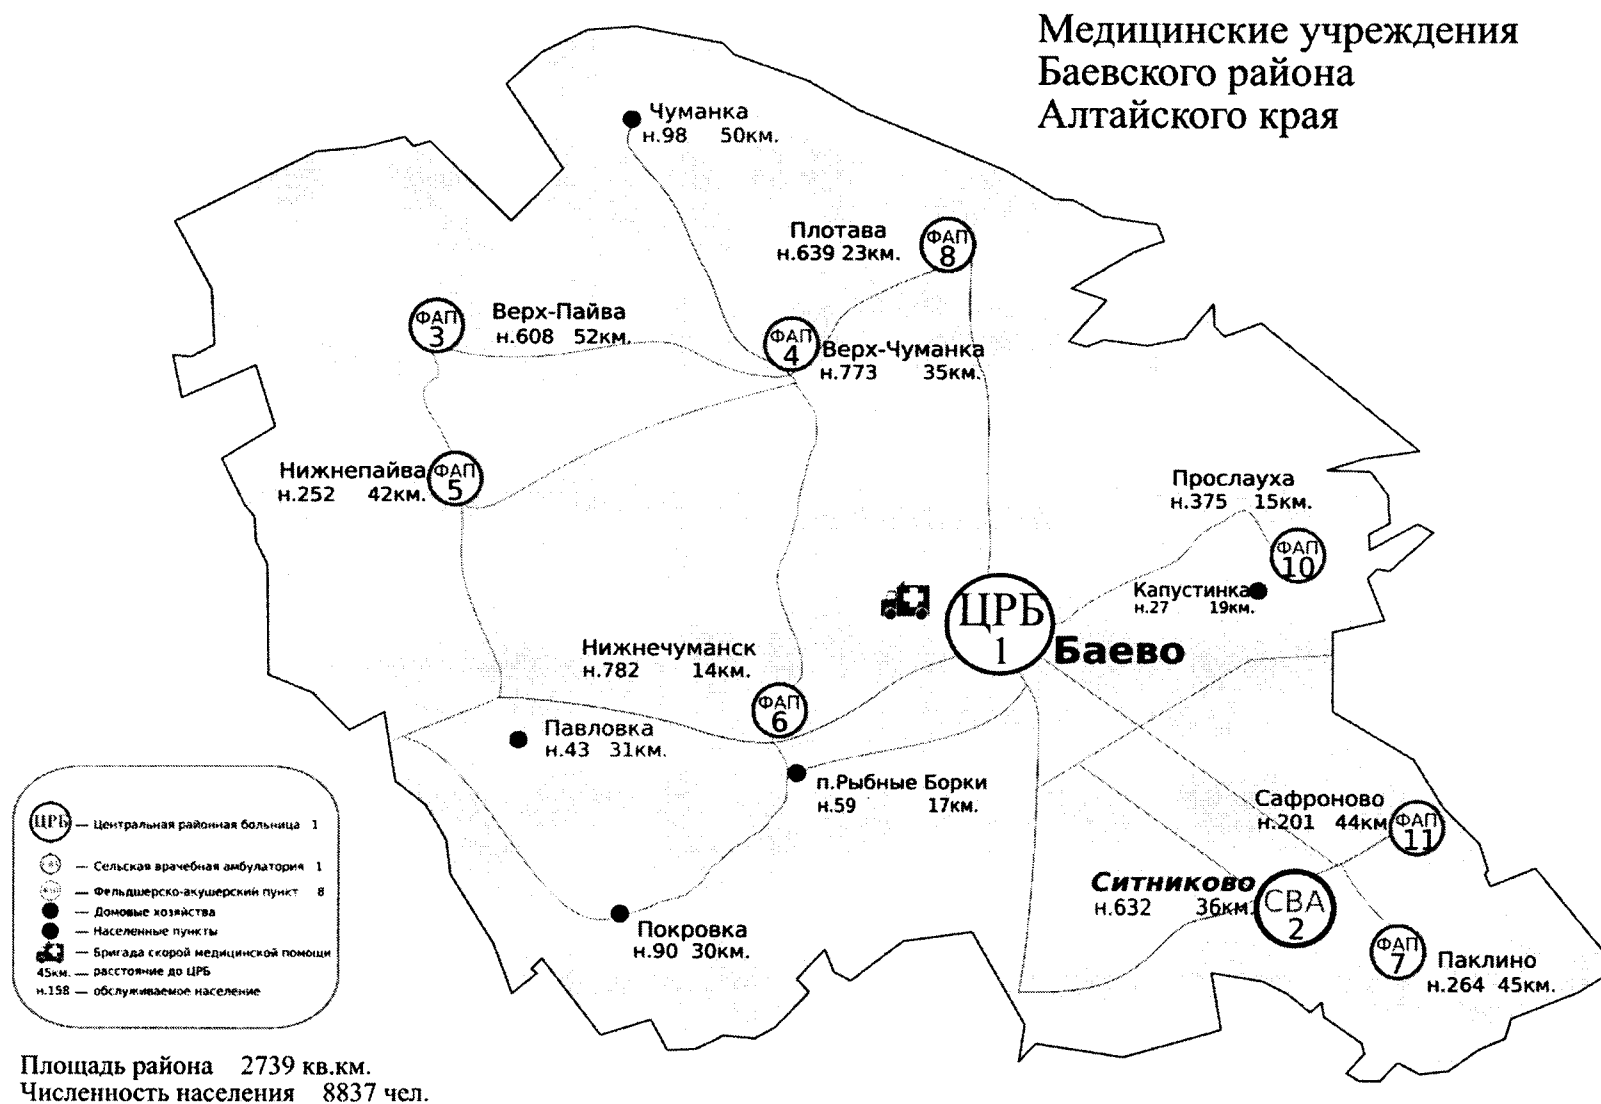 Медицинские учреждения
Баевского района
Алтайского края
Чуманка
н.98 50км.
Плотава
н.639 23км.
ФАП
8
ФАП
3
Верх-Пайва
н.608 52км.
ФАП
4
Верх-Чуманка
н.773 35км.
Нижнепайва
н.252 42км.
ФАП
5
Прослауха
н.375 15км.
ФАП
10
Капустинка
н.27 19км.
ЦРБ
1
Баево
Нижнечуманск
н.782 14км.
ФАП
6
Павловка
н.43 31км.
п.Рыбные Борки
н.59 17км.
Сафроново
н.201 44км
ФАП
11
Ситниково
н.632 36км.
СВА
2
Покровка
н.90 30км.
ФАП
7
Паклино
н.264 45км.
ЦРБ — Центральная районная больница 1
— Сельская врачебная амбулатория 1
— Фельдшерско-акушерский пункт 8
— Домовые хозяйства
— Населенные пункты
— Бригада скорой медицинской помощи
45км. — расстояние до ЦРБ
н.158 — обслуживаемое население
Площадь района 2739 кв.км.
Численность населения 8837 чел.